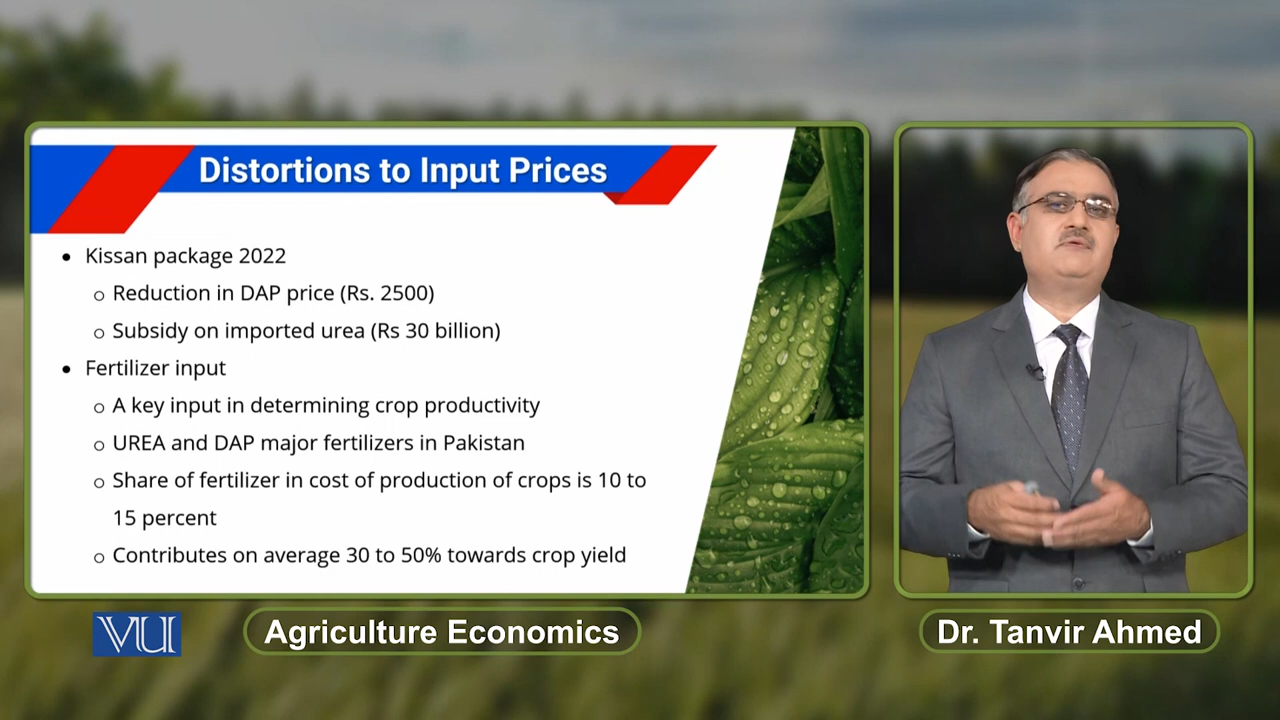 Distortions to Input Prices
• Kissan package 2022
o Reduction in DAP price (Rs. 2500)
o Subsidy on imported urea (Rs 30 billion)
• Fertilizer input
o A key input in determining crop productivity
o UREA and DAP major fertilizers in Pakistan
o Share of fertilizer in cost of production of crops is 10 to
15 percent
o Contributes on average 30 to 50% towards crop yield
VU
Agriculture Economics
Dr. Tanvir Ahmed